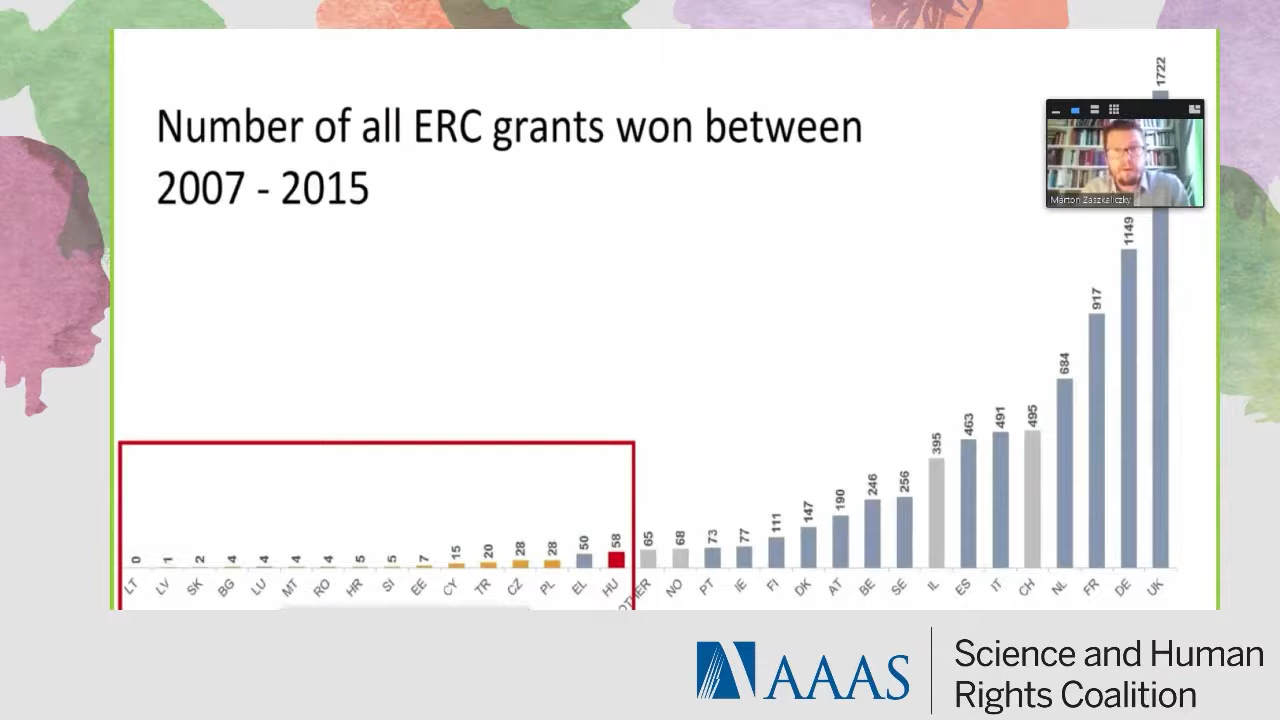 Number of all ERC grants won between
2007 - 2015
Marton Zaszkaliczky
0
1
2
4
4
4
4
5
5
7
15
20
28
28
50
58
65
68
73
77
111
147
190
246
256
395
463
491
495
684
917
1149
1722
LT
LV
SK
BG
LU
MT
RO
HR
SI
EE
CY
TR
CZ
PL
EL
HU
OTHER
NO
PT
IE
FI
DK
AT
BE
SE
IL
ES
IT
CH
NL
FR
DE
UK
AAAS
Science and Human
Rights Coalition